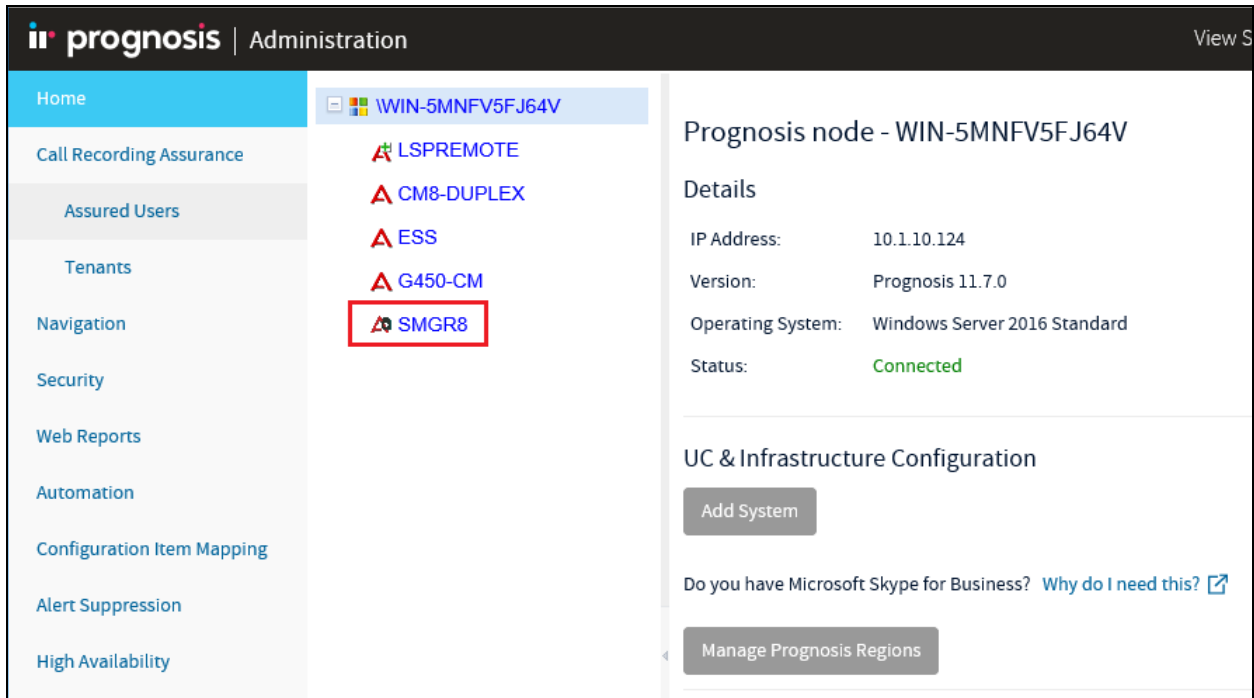 ir prognosis | Administration
View S
Home
Call Recording Assurance
Assured Users
Tenants
Navigation
Security
Web Reports
Automation
Configuration Item Mapping
Alert Suppression
High Availability
\WIN-5MNFV5FJ64V
LSPREMOTE
CM8-DUPLEX
ESS
G450-CM
SMGR8
Prognosis node - WIN-5MNFV5FJ64V
Details
IP Address: 10.1.10.124
Version: Prognosis 11.7.0
Operating System: Windows Server 2016 Standard
Status: Connected
UC & Infrastructure Configuration
Add System
Do you have Microsoft Skype for Business? Why do I need this?
Manage Prognosis Regions